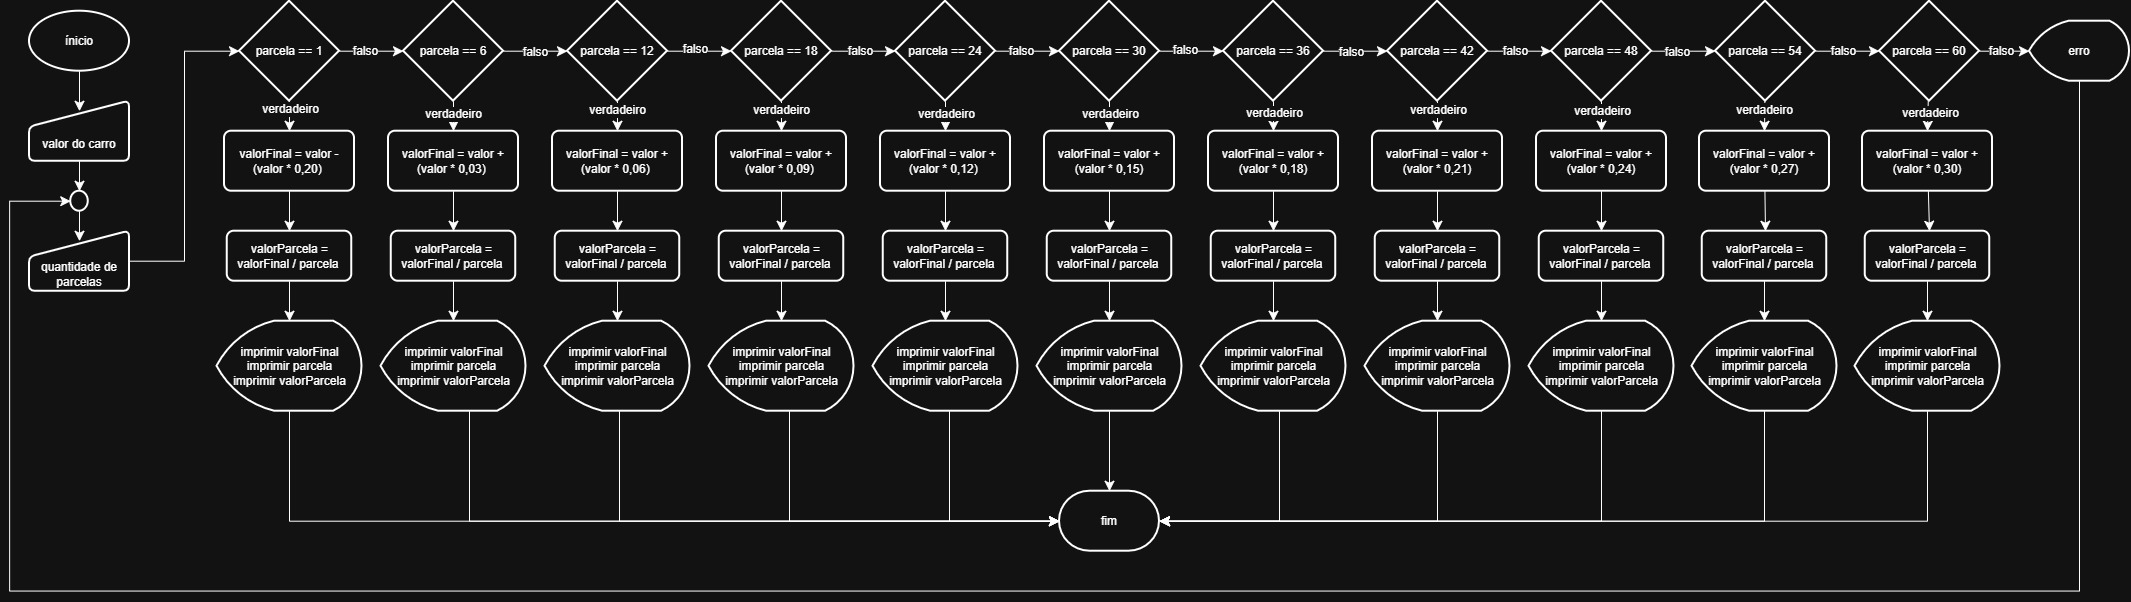 ínicio
valor do carro
quantidade de
parcelas
parcela == 1
falso
parcela == 6
falso
parcela == 12
falso
parcela == 18
falso
parcela == 24
falso
parcela == 30
falso
parcela == 36
falso
parcela == 42
falso
parcela == 48
falso
parcela == 54
falso
parcela == 60
falso
erro
verdadeiro
valorFinal = valor -
(valor * 0,20)
valorParcela =
valorFinal / parcela
imprimir valorFinal
imprimir parcela
imprimir valorParcela
verdadeiro
valorFinal = valor +
(valor * 0,03)
valorParcela =
valorFinal / parcela
imprimir valorFinal
imprimir parcela
imprimir valorParcela
verdadeiro
valorFinal = valor +
(valor * 0,06)
valorParcela =
valorFinal / parcela
imprimir valorFinal
imprimir parcela
imprimir valorParcela
verdadeiro
valorFinal = valor +
(valor * 0,09)
valorParcela =
valorFinal / parcela
imprimir valorFinal
imprimir parcela
imprimir valorParcela
verdadeiro
valorFinal = valor +
(valor * 0,12)
valorParcela =
valorFinal / parcela
imprimir valorFinal
imprimir parcela
imprimir valorParcela
verdadeiro
valorFinal = valor +
(valor * 0,15)
valorParcela =
valorFinal / parcela
imprimir valorFinal
imprimir parcela
imprimir valorParcela
verdadeiro
valorFinal = valor +
(valor * 0,18)
valorParcela =
valorFinal / parcela
imprimir valorFinal
imprimir parcela
imprimir valorParcela
verdadeiro
valorFinal = valor +
(valor * 0,21)
valorParcela =
valorFinal / parcela
imprimir valorFinal
imprimir parcela
imprimir valorParcela
verdadeiro
valorFinal = valor +
(valor * 0,24)
valorParcela =
valorFinal / parcela
imprimir valorFinal
imprimir parcela
imprimir valorParcela
verdadeiro
valorFinal = valor +
(valor * 0,27)
valorParcela =
valorFinal / parcela
imprimir valorFinal
imprimir parcela
imprimir valorParcela
verdadeiro
valorFinal = valor +
(valor * 0,30)
valorParcela =
valorFinal / parcela
imprimir valorFinal
imprimir parcela
imprimir valorParcela
fim